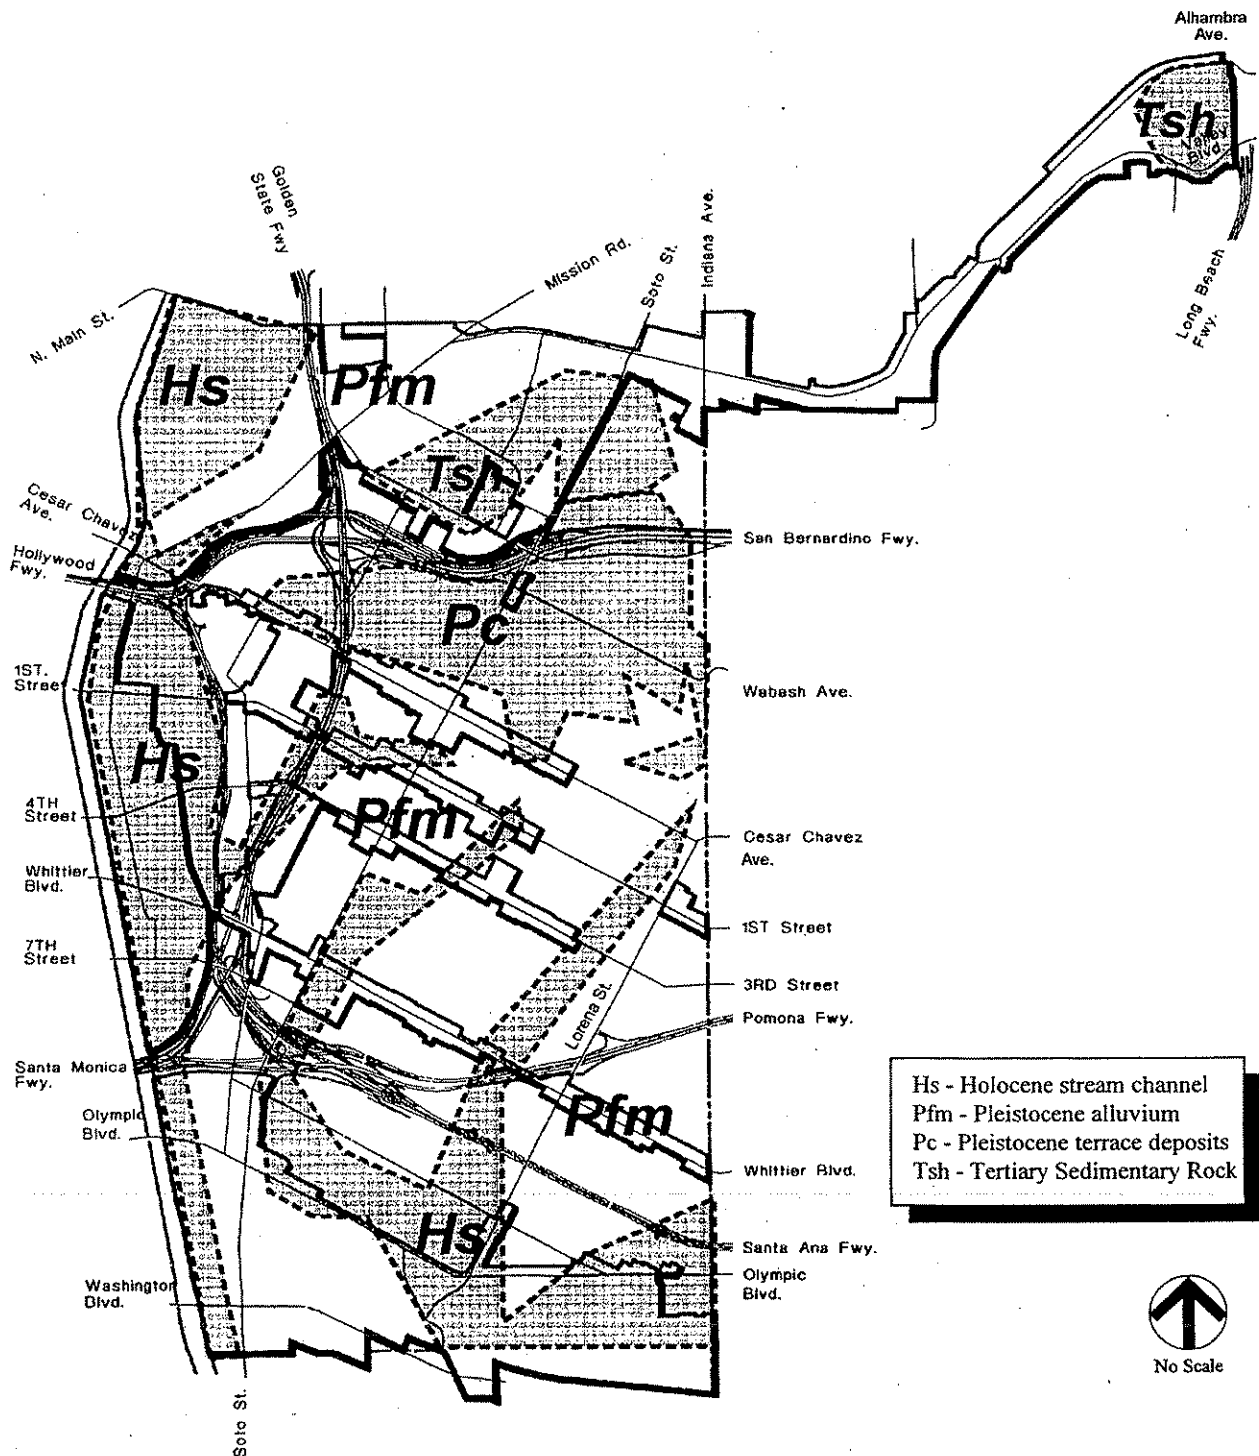 Alhambra
Ave.
Tsh
Valley
Blvd.
Golden
State Fwy
Mission Rd.
Soto St.
Indiana Ave.
Long Beach
Fwy.
N. Main St.
Hs
Pfm
Tsh
Cesar Chavez
Ave.
Hollywood
Fwy.
San Bernardino Fwy.
Pc
1ST.
Street
Wabash Ave.
Hs
4TH
Street
Pfm
Cesar Chavez
Ave.
Whittier
Blvd.
1ST Street
7TH
Street
3RD Street
Lorena St.
Pomona Fwy.
Santa Monica
Fwy.
Olympic
Blvd.
Pfm
Whittier Blvd.
Hs
Santa Ana Fwy.
Olympic
Blvd.
Washington
Blvd.
Soto St.
Hs - Holocene stream channel
Pfm - Pleistocene alluvium
Pc - Pleistocene terrace deposits
Tsh - Tertiary Sedimentary Rock
No Scale